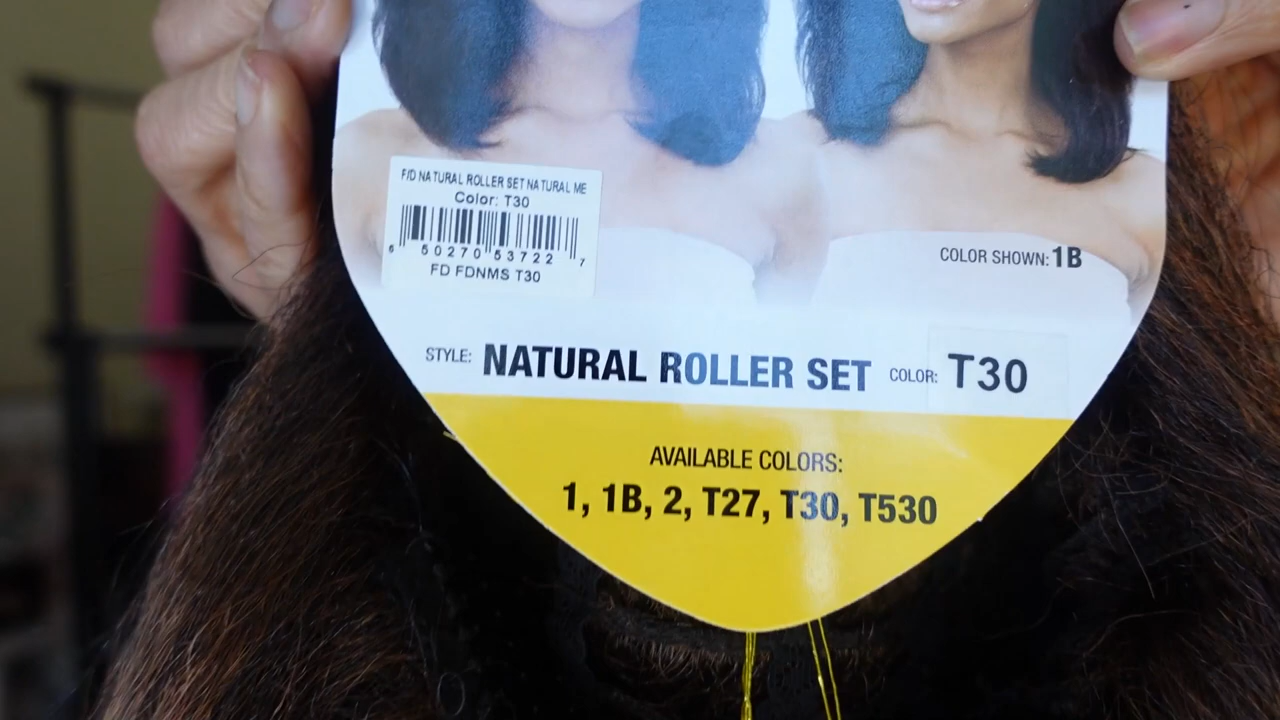 F/D NATURAL ROLLER SET NATURAL ME
Color: T30
6 50270 53722 7
FD FDNMS T30
COLOR SHOWN: 1B
STYLE: NATURAL ROLLER SET COLOR: T30
AVAILABLE COLORS:
1, 1B, 2, T27, T30, T530